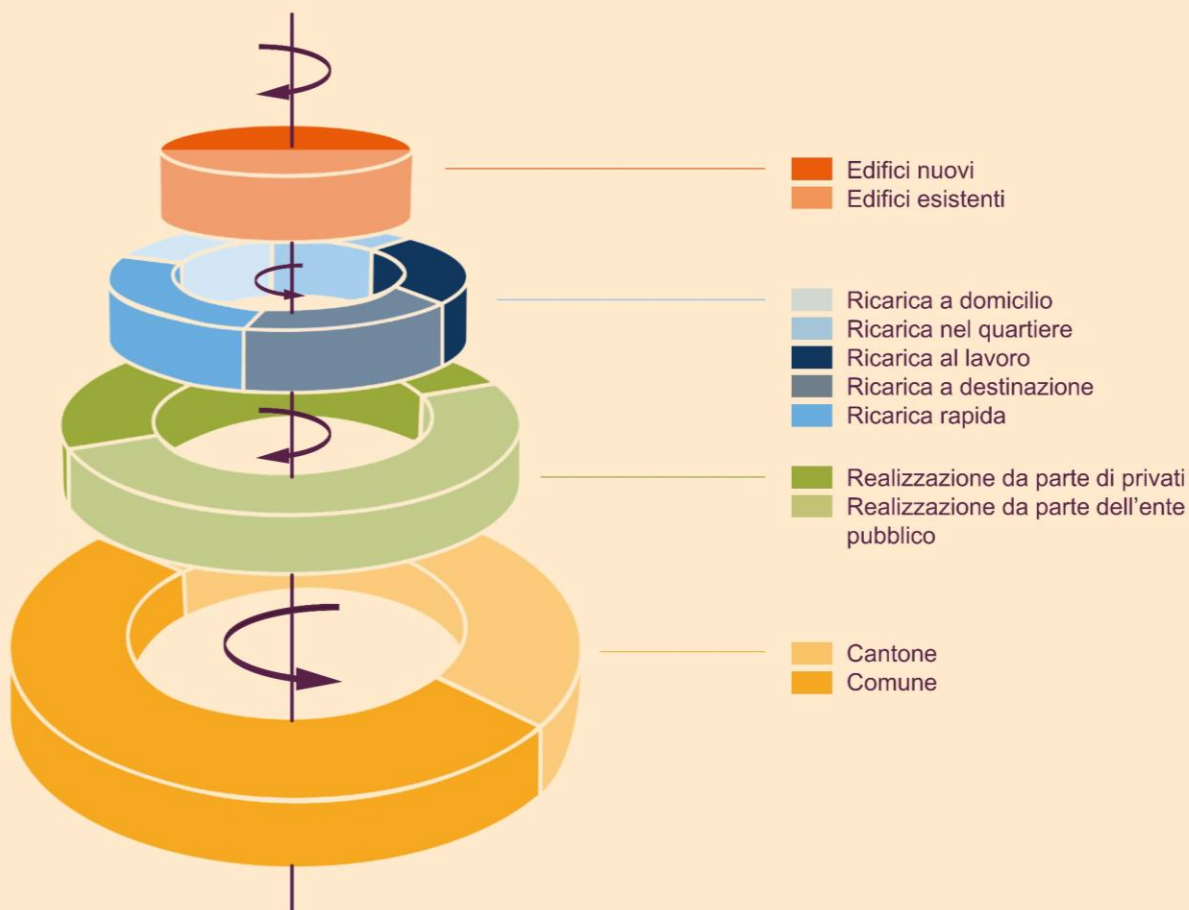 Edifici nuovi
Edifici esistenti
Ricarica a domicilio
Ricarica nel quartiere
Ricarica al lavoro
Ricarica a destinazione
Ricarica rapida
Realizzazione da parte di privati
Realizzazione da parte dell’ente
pubblico
Cantone
Comune